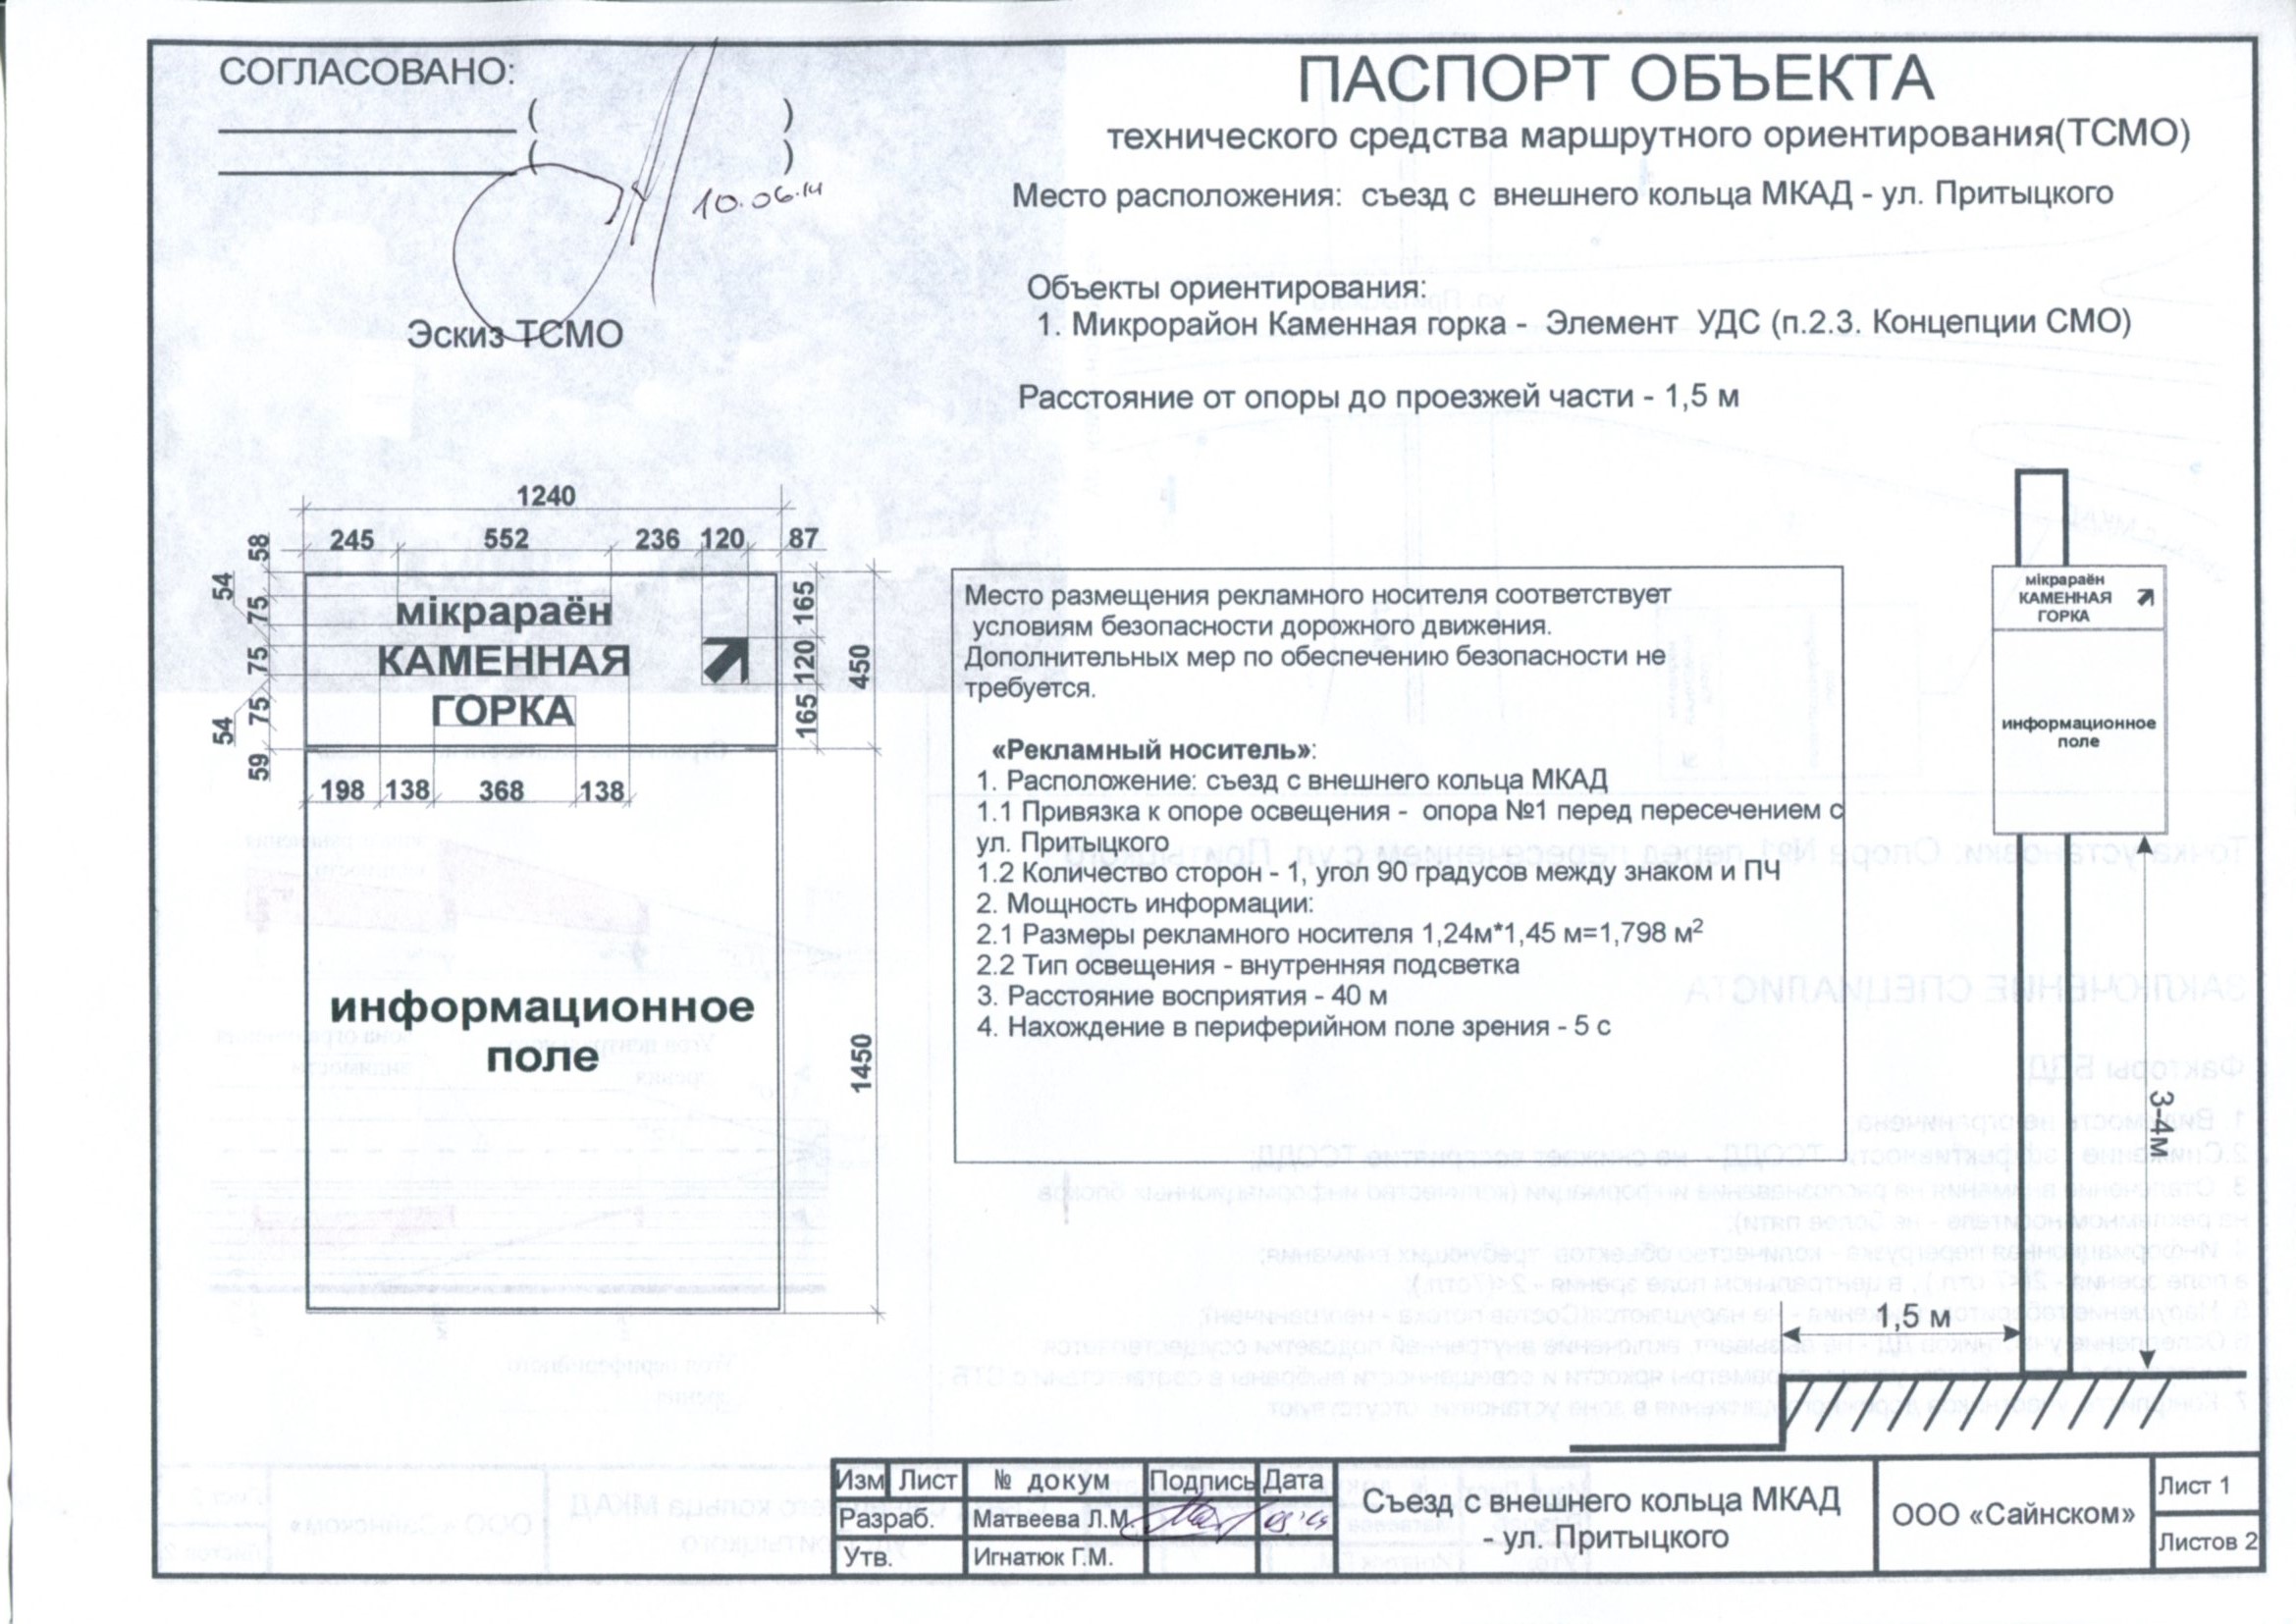 СОГЛАСОВАНО:
10.06.14
ПАСПОРТ ОБЪЕКТА
технического средства маршрутного ориентирования(ТСМО)
Место расположения: съезд с внешнего кольца МКАД - ул. Притыцкого
Объекты ориентирования:
1. Микрорайон Каменная горка - Элемент УДС (п.2.3. Концепции СМО)
Расстояние от опоры до проезжей части - 1,5 м
Эскиз ТСМО
1240
245 552 236 120 87
58
54
75
75
75
54
59
165
120
165
450
1450
мікрараён
КАМЕННАЯ
ГОРКА
198 138 368 138
информационное
поле
Место размещения рекламного носителя соответствует
условиям безопасности дорожного движения.
Дополнительных мер по обеспечению безопасности не
требуется.
«Рекламный носитель»:
1. Расположение: съезд с внешнего кольца МКАД
1.1 Привязка к опоре освещения - опора №1 перед пересечением с
ул. Притыцкого
1.2 Количество сторон - 1, угол 90 градусов между знаком и ПЧ
2. Мощность информации:
2.1 Размеры рекламного носителя 1,24м*1,45 м=1,798 м²
2.2 Тип освещения - внутренняя подсветка
3. Расстояние восприятия - 40 м
4. Нахождение в периферийном поле зрения - 5 с
мікрараён
КАМЕННАЯ
ГОРКА
информационное
поле
3-4м
1,5 м
Изм Лист № докум Подпись Дата
Разраб. Матвеева Л.М.
Утв. Игнатюк Г.М.
Съезд с внешнего кольца МКАД
- ул. Притыцкого
ООО «Сайнском»
Лист 1
Листов 2